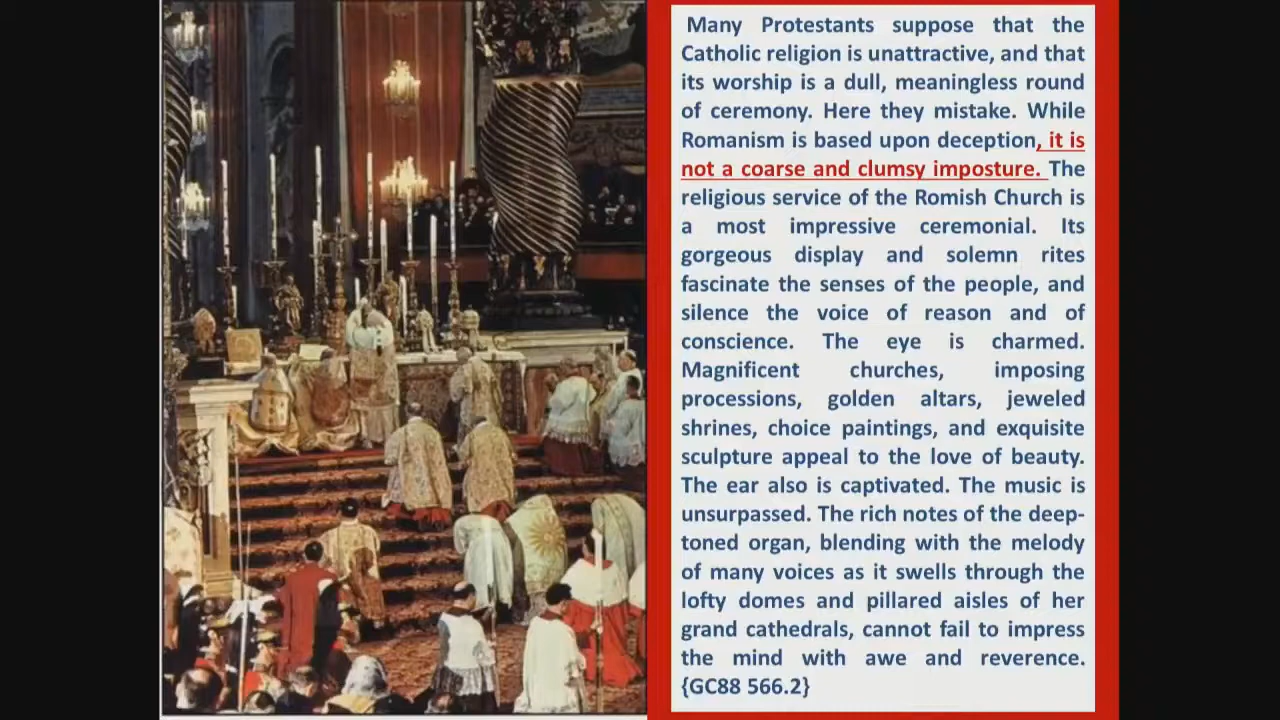 Many Protestants suppose that the
Catholic religion is unattractive, and that
its worship is a dull, meaningless round
of ceremony. Here they mistake. While
Romanism is based upon deception, it is
not a coarse and clumsy imposture. The
religious service of the Romish Church is
a most impressive ceremonial. Its
gorgeous display and solemn rites
fascinate the senses of the people, and
silence the voice of reason and of
conscience. The eye is charmed.
Magnificent churches, imposing
processions, golden altars, jeweled
shrines, choice paintings, and exquisite
sculpture appeal to the love of beauty.
The ear also is captivated. The music is
unsurpassed. The rich notes of the deep-
toned organ, blending with the melody
of many voices as it swells through the
lofty domes and pillared aisles of her
grand cathedrals, cannot fail to impress
the mind with awe and reverence.
{GC88 566.2}